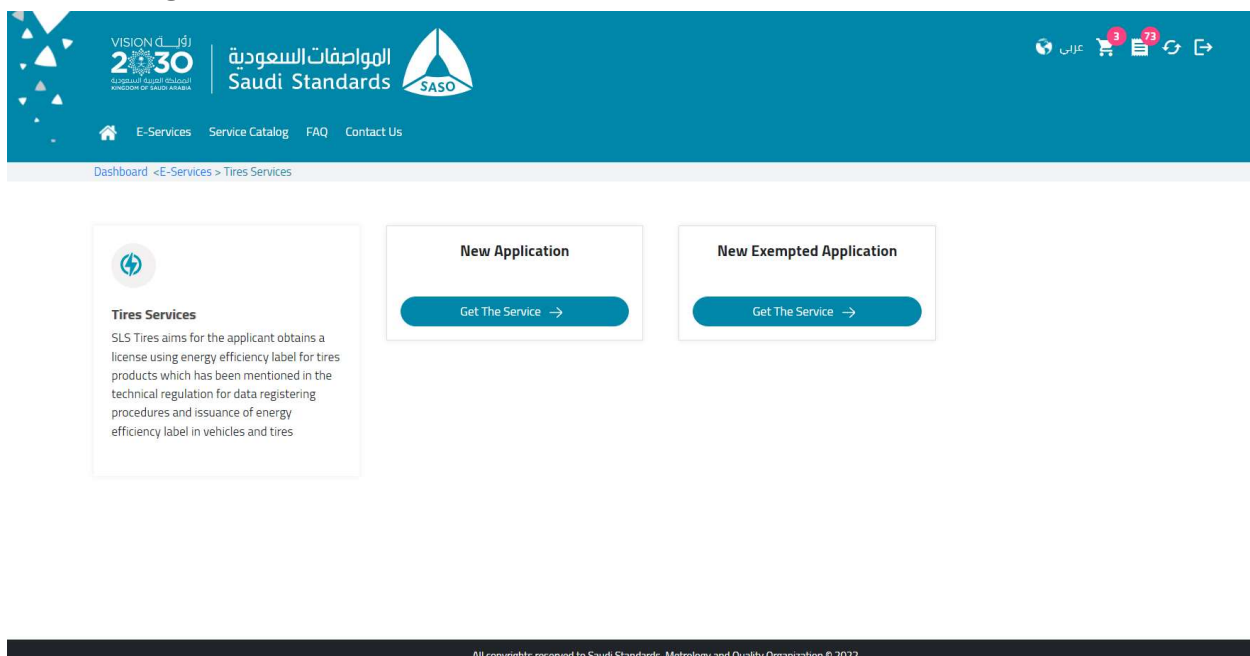 VISION رؤيــة
2030
المملكة العربية السعودية
KINGDOM OF SAUDI ARABIA
المواصفات السعودية
Saudi Standards
SASO
عربي
3
73
E-Services Service Catalog FAQ Contact Us
Dashboard <E-Services > Tires Services
Tires Services
SLS Tires aims for the applicant obtains a
license using energy efficiency label for tires
products which has been mentioned in the
technical regulation for data registering
procedures and issuance of energy
efficiency label in vehicles and tires
New Application
Get The Service →
New Exempted Application
Get The Service →
All copyrights reserved to Saudi Standards, Metrology and Quality Organization © 2022